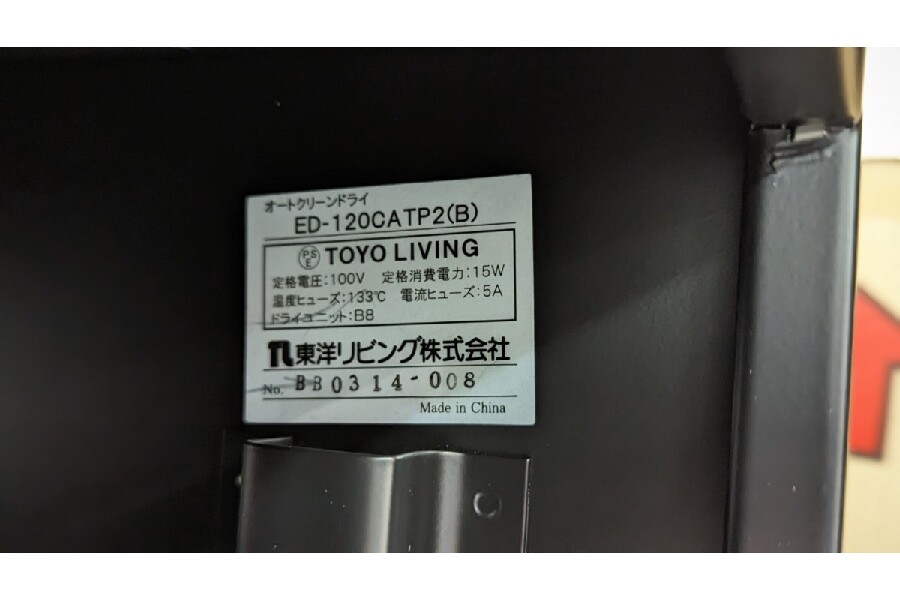 オートクリーンドライ
ED-120CATP2(B)
PSE TOYO LIVING
定格電圧:100V 定格消費電力:15W
温度ヒューズ:133℃ 電流ヒューズ:5A
ドライユニット:B8
TL 東洋リビング株式会社
No. BB0314-008
Made in China